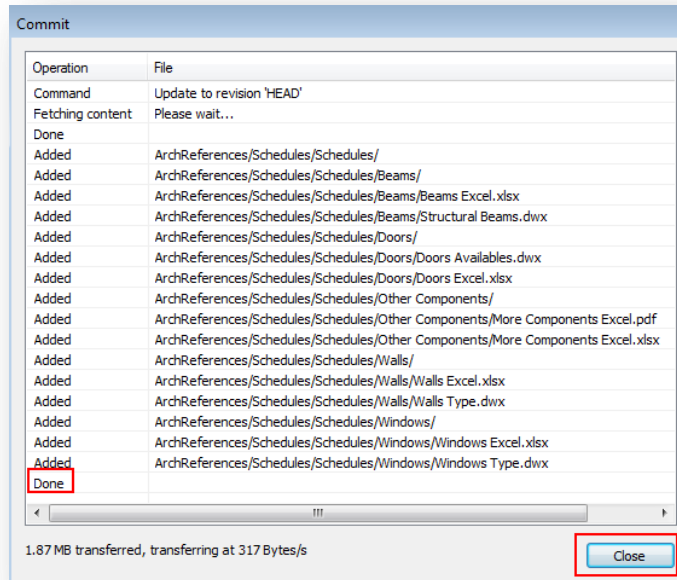 Commit
Operation File
Command Update to revision 'HEAD'
Fetching content Please wait...
Done
Added ArchReferences/Schedules/Schedules/
Added ArchReferences/Schedules/Schedules/Beams/
Added ArchReferences/Schedules/Schedules/Beams/Beams Excel.xlsx
Added ArchReferences/Schedules/Schedules/Beams/Structural Beams.dwx
Added ArchReferences/Schedules/Schedules/Doors/
Added ArchReferences/Schedules/Schedules/Doors/Doors Availables.dwx
Added ArchReferences/Schedules/Schedules/Doors/Doors Excel.xlsx
Added ArchReferences/Schedules/Schedules/Other Components/
Added ArchReferences/Schedules/Schedules/Other Components/More Components Excel.pdf
Added ArchReferences/Schedules/Schedules/Other Components/More Components Excel.xlsx
Added ArchReferences/Schedules/Schedules/Walls/
Added ArchReferences/Schedules/Schedules/Walls/Walls Excel.xlsx
Added ArchReferences/Schedules/Schedules/Walls/Walls Type.dwx
Added ArchReferences/Schedules/Schedules/Windows/
Added ArchReferences/Schedules/Schedules/Windows/Windows Excel.xlsx
Added ArchReferences/Schedules/Schedules/Windows/Windows Type.dwx
Done
1.87 MB transferred, transferring at 317 Bytes/s
Close